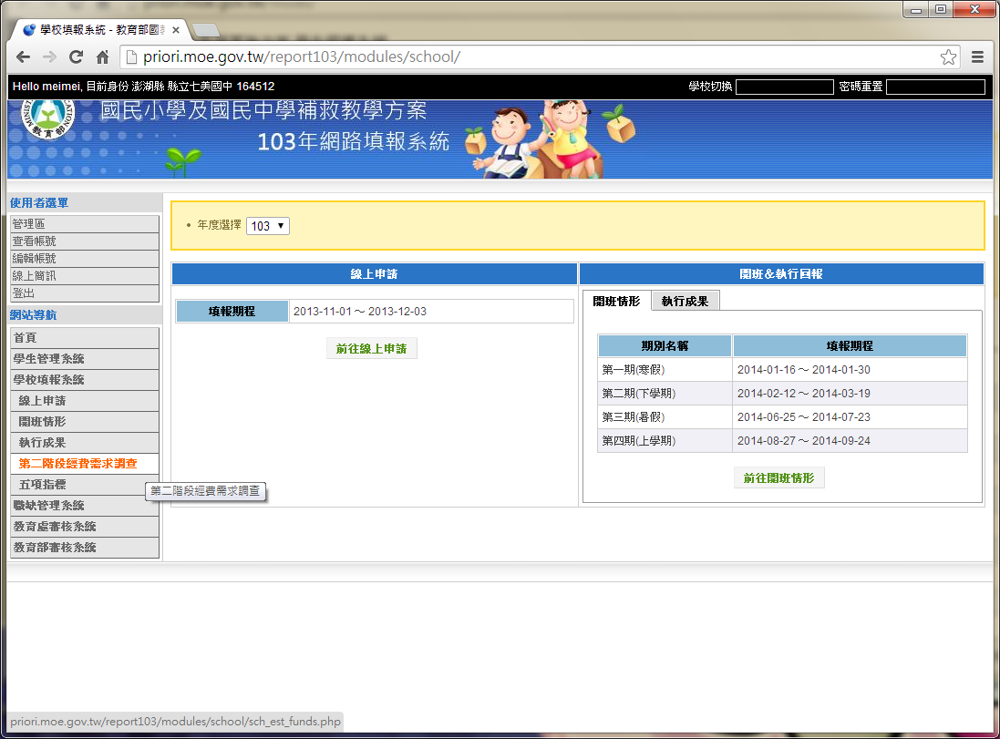 學校填報系統 - 教育部國
priori.moe.gov.tw/report103/modules/school/
Hello meimei, 目前身份 澎湖縣 縣立七美國中 164512
學校切換
密碼重置
國民小學及國民中學補救教學方案
103年網路填報系統
使用者選單
管理區
查看帳號
編輯帳號
線上簡訊
登出
網站導航
首頁
學生管理系統
學校填報系統
線上申請
開班情形
執行成果
第二階段經費需求調查
五項指標
職缺管理系統
教育處審核系統
教育部審核系統
第二階段經費需求調查
• 年度選擇 103
線上申請
填報期程 2013-11-01 ～ 2013-12-03
前往線上申請
開班&執行回報
開班情形 執行成果
期別名稱 填報期程
第一期(寒假) 2014-01-16 ～ 2014-01-30
第二期(下學期) 2014-02-12 ～ 2014-03-19
第三期(暑假) 2014-06-25 ～ 2014-07-23
第四期(上學期) 2014-08-27 ～ 2014-09-24
前往開班情形
priori.moe.gov.tw/report103/modules/school/sch_est_funds.php